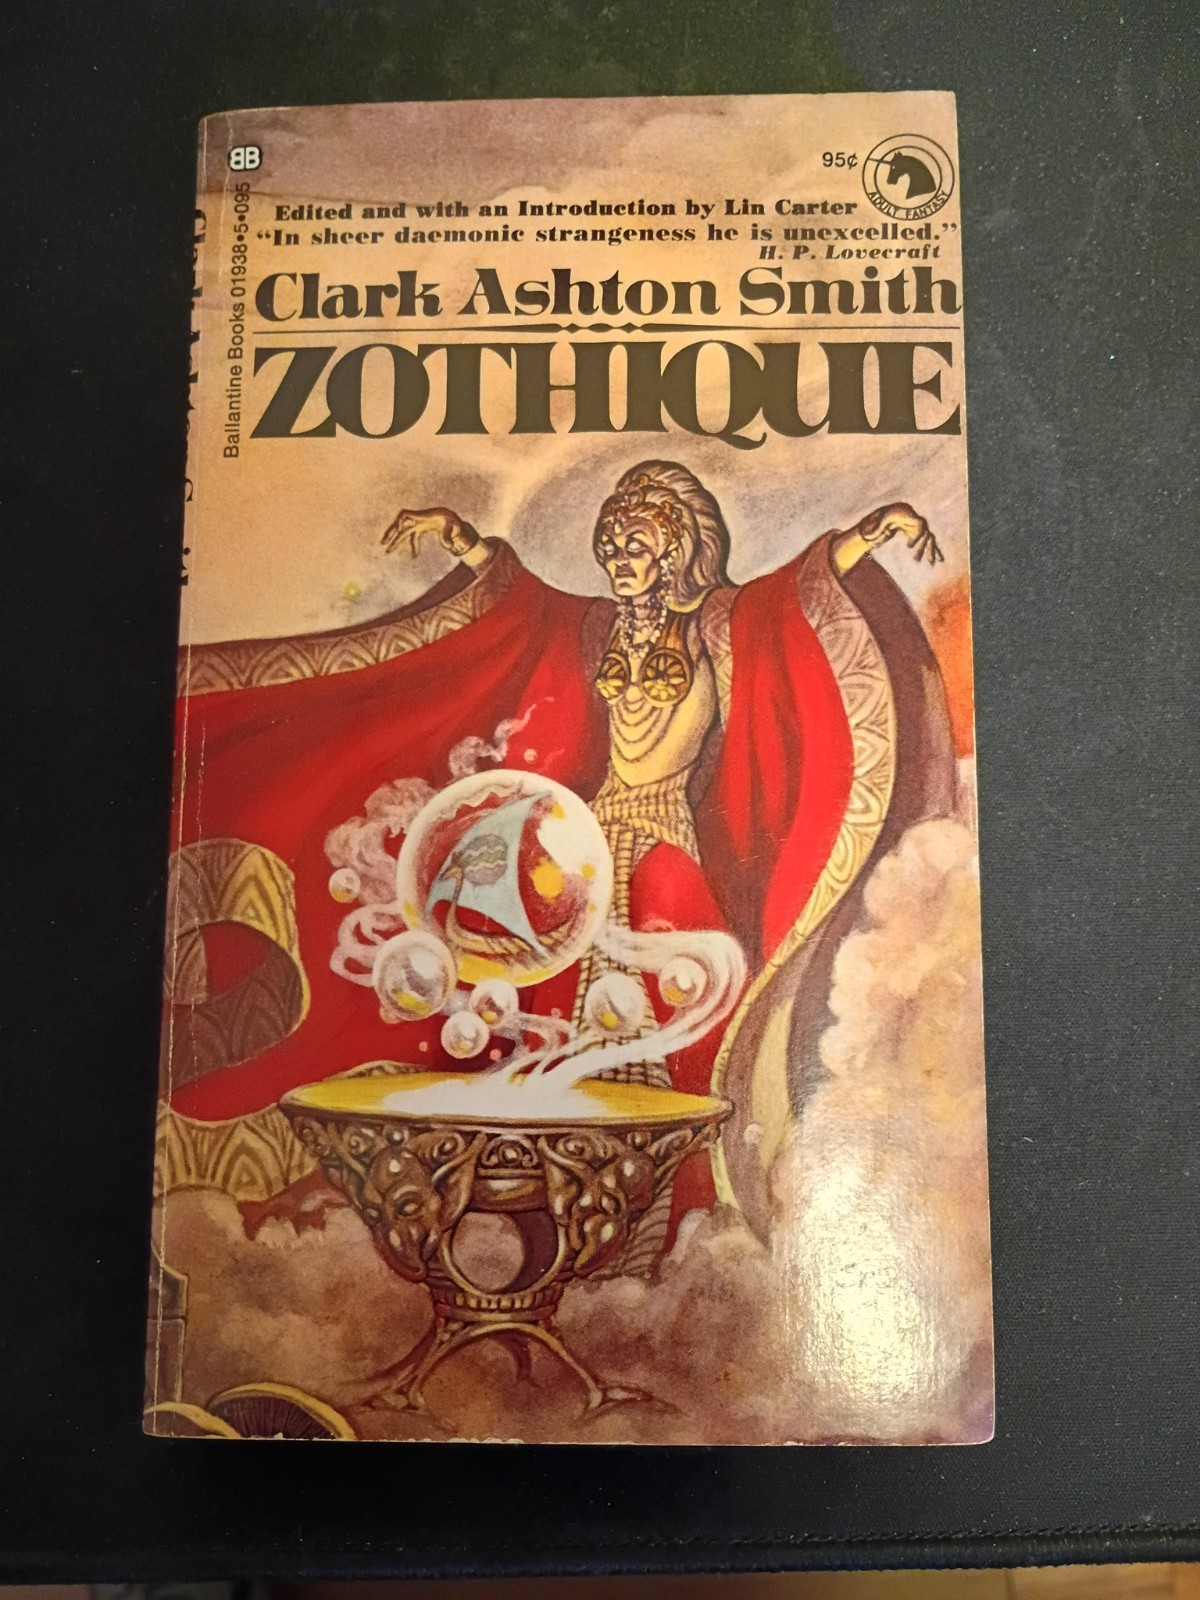 BB
95¢
ADULT FANTASY
Edited and with an Introduction by Lin Carter
“In sheer daemonic strangeness he is unexcelled.”
H. P. Lovecraft
Clark Ashton Smith
ZOTHIQUE
Ballantine Books 01938•5•095